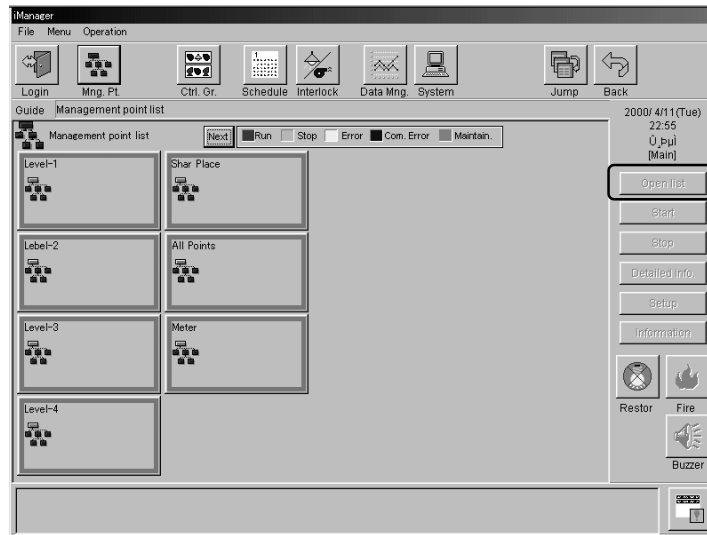 iManager
File Menu Operation
Login Mng. Pt. Ctrl. Gr. Schedule Interlock Data Mng. System Jump Back
Guide Management point list
2000/ 4/11(Tue)
22:55
Û¸Þµì
[Main]
Management point list Next Run Stop Error Com. Error Maintain.
Level-1 Shar Place
Lebel-2 All Points
Level-3 Meter
Level-4
Open list
Start
Stop
Detailed info.
Setup
Information
Restor Fire
Buzzer